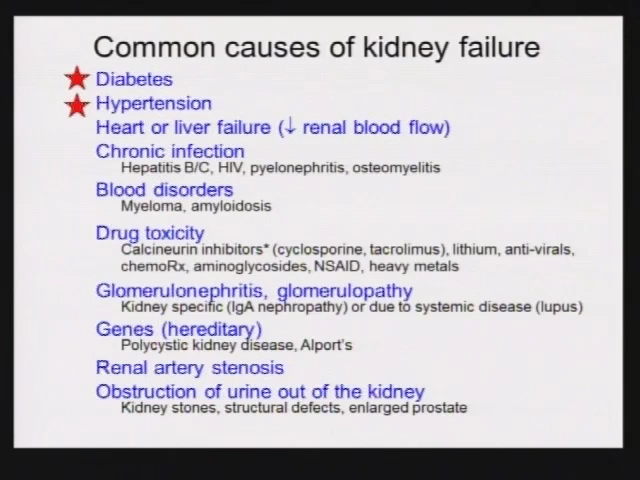 Common causes of kidney failure
Diabetes
Hypertension
Heart or liver failure (↓ renal blood flow)
Chronic infection
Hepatitis B/C, HIV, pyelonephritis, osteomyelitis
Blood disorders
Myeloma, amyloidosis
Drug toxicity
Calcineurin inhibitors* (cyclosporine, tacrolimus), lithium, anti-virals,
chemoRx, aminoglycosides, NSAID, heavy metals
Glomerulonephritis, glomerulopathy
Kidney specific (IgA nephropathy) or due to systemic disease (lupus)
Genes (hereditary)
Polycystic kidney disease, Alport's
Renal artery stenosis
Obstruction of urine out of the kidney
Kidney stones, structural defects, enlarged prostate